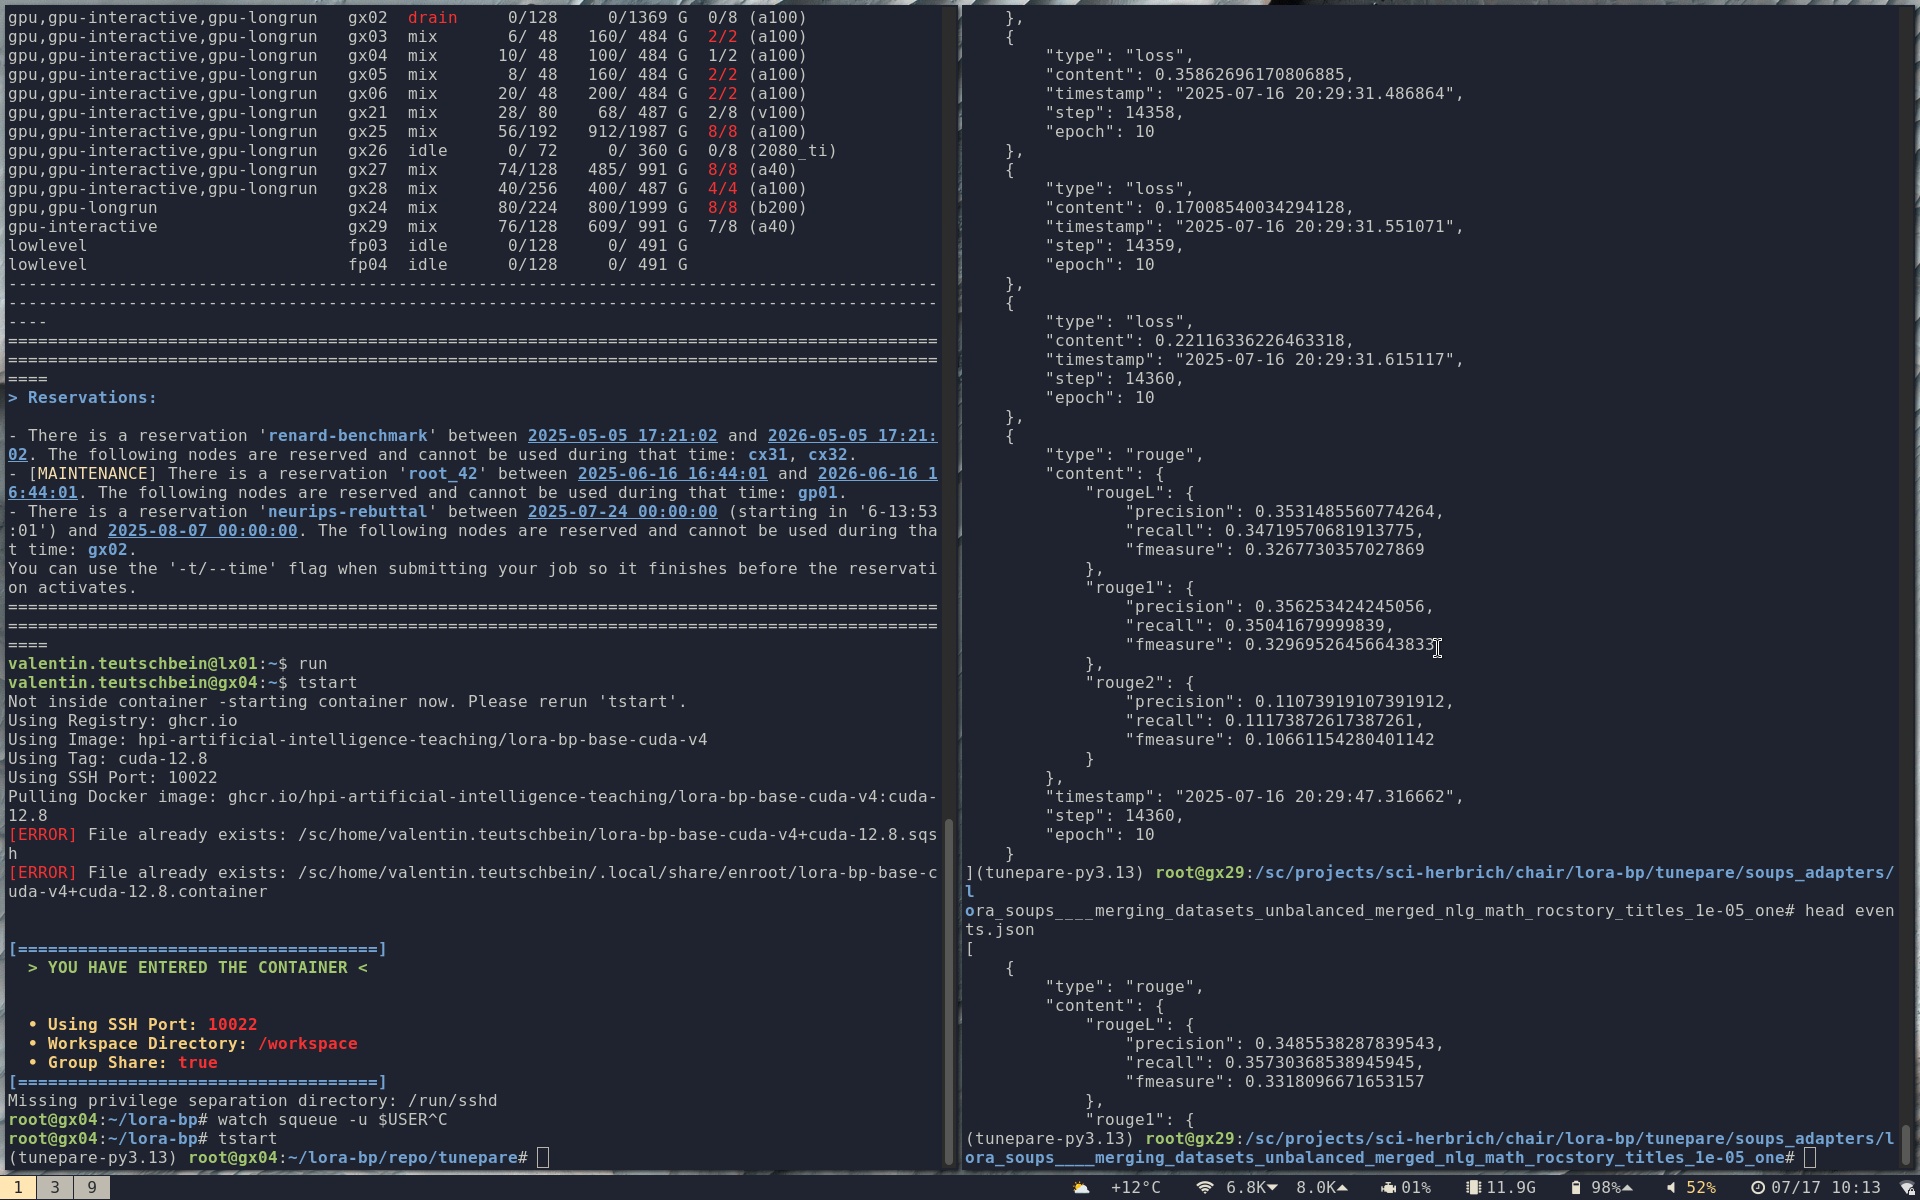 gpu,gpu-interactive,gpu-longrun   gx02  drain     0/128     0/1369 G  0/8 (a100)
gpu,gpu-interactive,gpu-longrun   gx03  mix       6/ 48   160/ 484 G  2/2 (a100)
gpu,gpu-interactive,gpu-longrun   gx04  mix      10/ 48   100/ 484 G  1/2 (a100)
gpu,gpu-interactive,gpu-longrun   gx05  mix       8/ 48   160/ 484 G  2/2 (a100)
gpu,gpu-interactive,gpu-longrun   gx06  mix      20/ 48   200/ 484 G  2/2 (a100)
gpu,gpu-interactive,gpu-longrun   gx21  mix      28/ 80    68/ 487 G  2/8 (v100)
gpu,gpu-interactive,gpu-longrun   gx25  mix      56/192   912/1987 G  8/8 (a100)
gpu,gpu-interactive,gpu-longrun   gx26  idle      0/ 72     0/ 360 G  0/8 (2080_ti)
gpu,gpu-interactive,gpu-longrun   gx27  mix      74/128   485/ 991 G  8/8 (a40)
gpu,gpu-interactive,gpu-longrun   gx28  mix      40/256   400/ 487 G  4/4 (a100)
gpu,gpu-longrun                   gx24  mix      80/224   800/1999 G  8/8 (b200)
gpu-interactive                   gx29  mix      76/128   609/ 991 G  7/8 (a40)
lowlevel                          fp03  idle      0/128     0/ 491 G
lowlevel                          fp04  idle      0/128     0/ 491 G
---------------------------------------------------------------------------------------------
---------------------------------------------------------------------------------------------
----
=============================================================================================
=============================================================================================
====
> Reservations:
- There is a reservation 'renard-benchmark' between 2025-05-05 17:21:02 and 2026-05-05 17:21:
02. The following nodes are reserved and cannot be used during that time: cx31, cx32.
- [MAINTENANCE] There is a reservation 'root_42' between 2025-06-16 16:44:01 and 2026-06-16 1
6:44:01. The following nodes are reserved and cannot be used during that time: gp01.
- There is a reservation 'neurips-rebuttal' between 2025-07-24 00:00:00 (starting in '6-13:53
:01') and 2025-08-07 00:00:00. The following nodes are reserved and cannot be used during tha
t time: gx02.
You can use the '-t/--time' flag when submitting your job so it finishes before the reservati
on activates.
=============================================================================================
=============================================================================================
====
valentin.teutschbein@lx01:~$ run
valentin.teutschbein@gx04:~$ tstart
Not inside container -starting container now. Please rerun 'tstart'.
Using Registry: ghcr.io
Using Image: hpi-artificial-intelligence-teaching/lora-bp-base-cuda-v4
Using Tag: cuda-12.8
Using SSH Port: 10022
Pulling Docker image: ghcr.io/hpi-artificial-intelligence-teaching/lora-bp-base-cuda-v4:cuda-
12.8
[ERROR] File already exists: /sc/home/valentin.teutschbein/lora-bp-base-cuda-v4+cuda-12.8.sqs
h
[ERROR] File already exists: /sc/home/valentin.teutschbein/.local/share/enroot/lora-bp-base-c
uda-v4+cuda-12.8.container
[====================================]
> YOU HAVE ENTERED THE CONTAINER <
• Using SSH Port: 10022
• Workspace Directory: /workspace
• Group Share: true
[====================================]
Missing privilege separation directory: /run/sshd
root@gx04:~/lora-bp# watch squeue -u $USER^C
root@gx04:~/lora-bp# tstart
(tunepare-py3.13) root@gx04:~/lora-bp/repo/tunepare#
    },
    {
        "type": "loss",
        "content": 0.35862696170806885,
        "timestamp": "2025-07-16 20:29:31.486864",
        "step": 14358,
        "epoch": 10
    },
    {
        "type": "loss",
        "content": 0.17008540034294128,
        "timestamp": "2025-07-16 20:29:31.551071",
        "step": 14359,
        "epoch": 10
    },
    {
        "type": "loss",
        "content": 0.22116336226463318,
        "timestamp": "2025-07-16 20:29:31.615117",
        "step": 14360,
        "epoch": 10
    },
    {
        "type": "rouge",
        "content": {
            "rougeL": {
                "precision": 0.3531485560774264,
                "recall": 0.34719570681913775,
                "fmeasure": 0.3267730357027869
            },
            "rouge1": {
                "precision": 0.356253424245056,
                "recall": 0.35041679999839,
                "fmeasure": 0.32969526456643833
            },
            "rouge2": {
                "precision": 0.11073919107391912,
                "recall": 0.11173872617387261,
                "fmeasure": 0.10661154280401142
            }
        },
        "timestamp": "2025-07-16 20:29:47.316662",
        "step": 14360,
        "epoch": 10
    }
](tunepare-py3.13) root@gx29:/sc/projects/sci-herbrich/chair/lora-bp/tunepare/soups_adapters/
l
ora_soups____merging_datasets_unbalanced_merged_nlg_math_rocstory_titles_1e-05_one# head even
ts.json
[
    {
        "type": "rouge",
        "content": {
            "rougeL": {
                "precision": 0.3485538287839543,
                "recall": 0.35730368538945945,
                "fmeasure": 0.3318096671653157
            },
            "rouge1": {
(tunepare-py3.13) root@gx29:/sc/projects/sci-herbrich/chair/lora-bp/tunepare/soups_adapters/l
ora_soups____merging_datasets_unbalanced_merged_nlg_math_rocstory_titles_1e-05_one#
1 3 9 +12°C 6.8K 8.0K 01% 11.9G 98% 52% 07/17 10:13